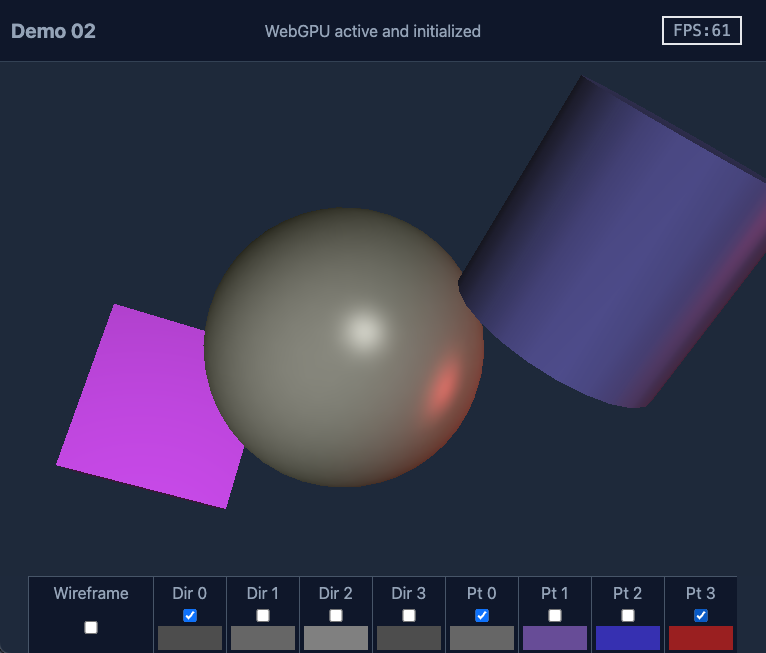 Demo 02
WebGPU active and initialized
FPS:61
Wireframe
Dir 0
Dir 1
Dir 2
Dir 3
Pt 0
Pt 1
Pt 2
Pt 3